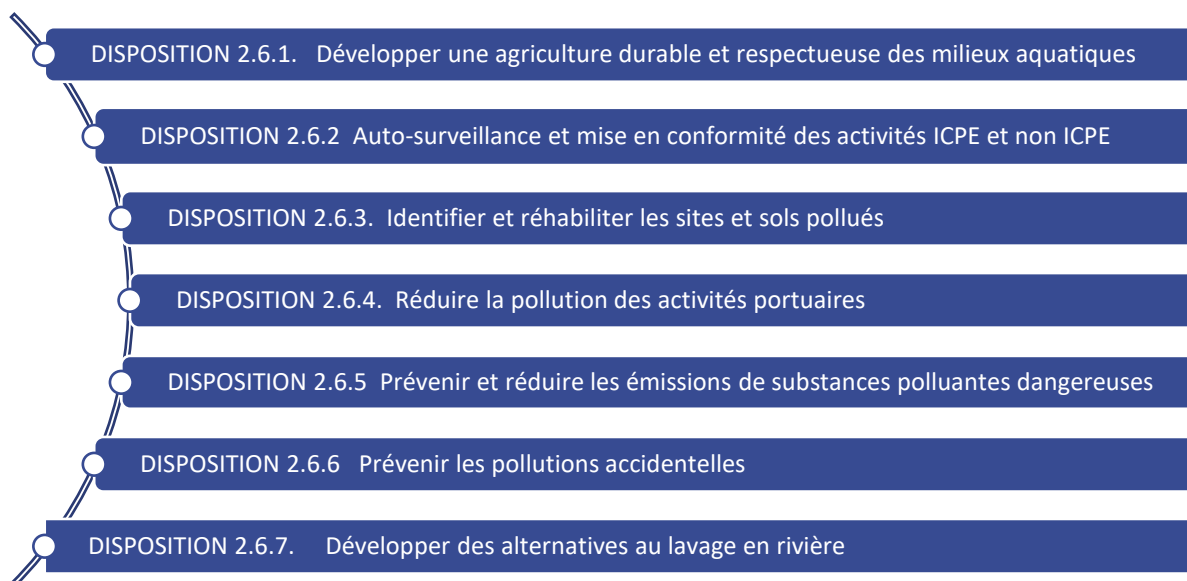 DISPOSITION 2.6.1. Développer une agriculture durable et respectueuse des milieux aquatiques
DISPOSITION 2.6.2 Auto-surveillance et mise en conformité des activités ICPE et non ICPE
DISPOSITION 2.6.3. Identifier et réhabiliter les sites et sols pollués
DISPOSITION 2.6.4. Réduire la pollution des activités portuaires
DISPOSITION 2.6.5 Prévenir et réduire les émissions de substances polluantes dangereuses
DISPOSITION 2.6.6 Prévenir les pollutions accidentelles
DISPOSITION 2.6.7. Développer des alternatives au lavage en rivière